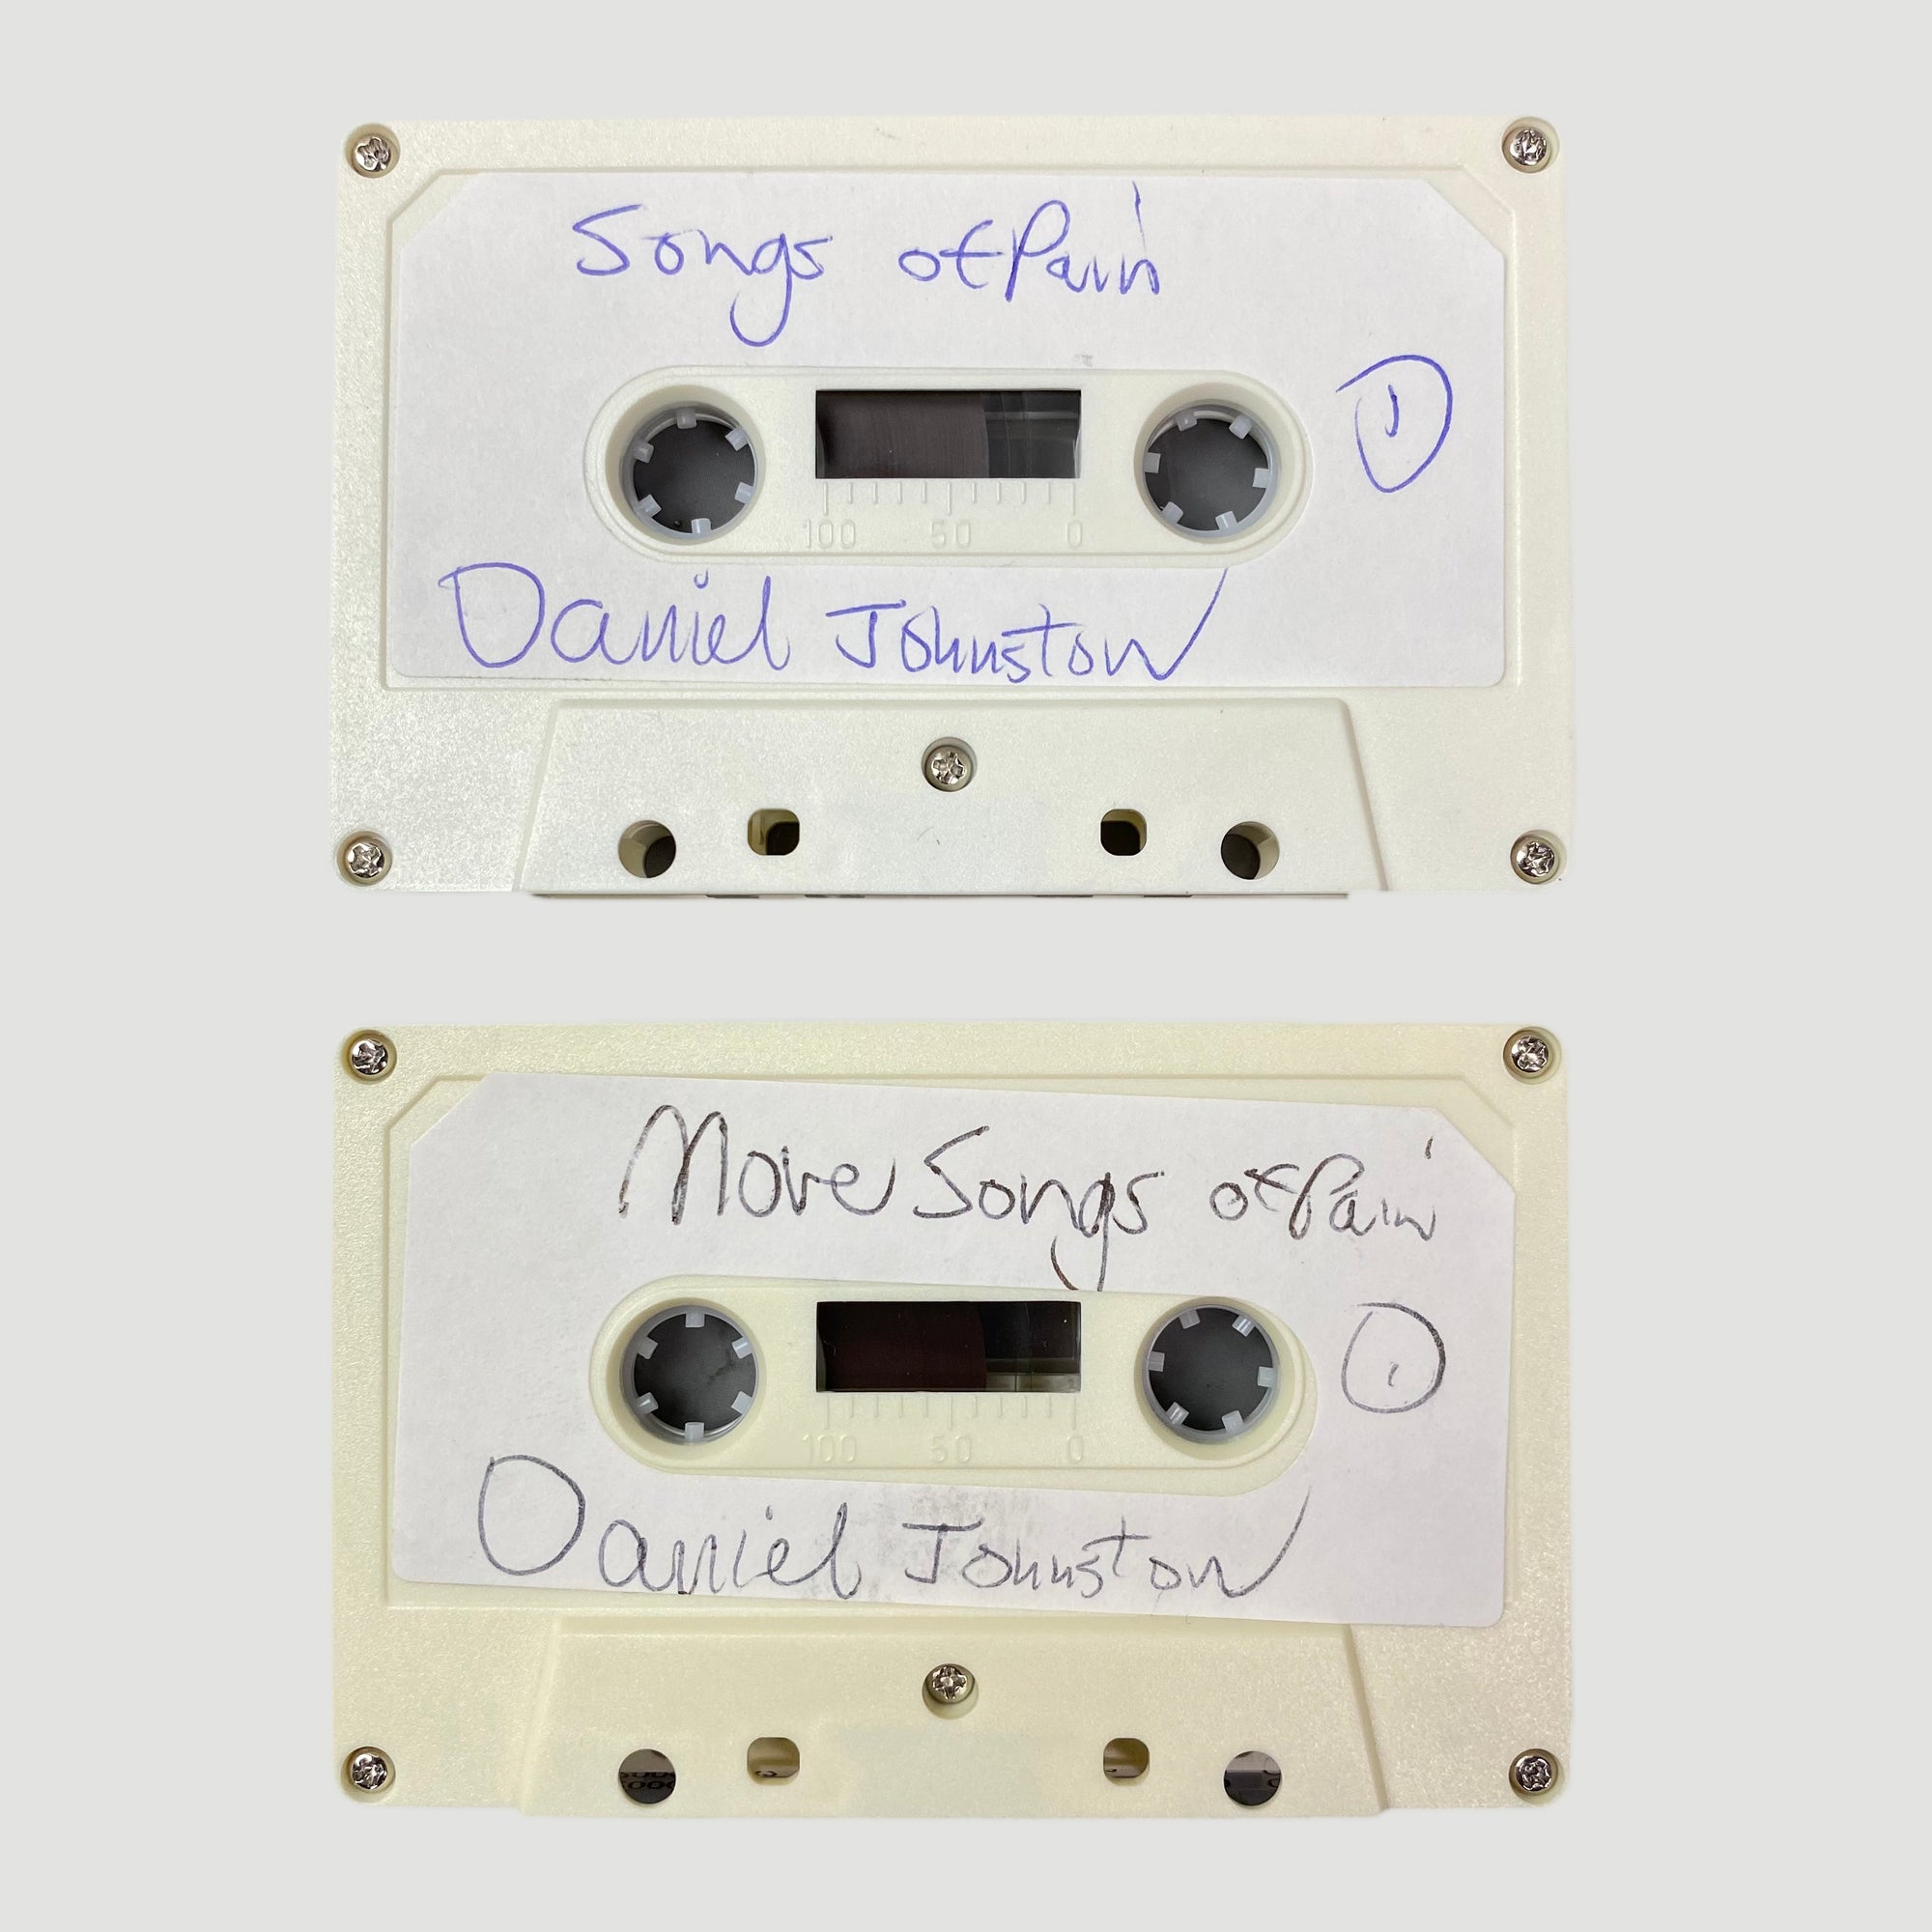 Songs of Pain
1
100 50 0
Daniel Johnston
More Songs of Pain
1
100 50 0
Daniel Johnston